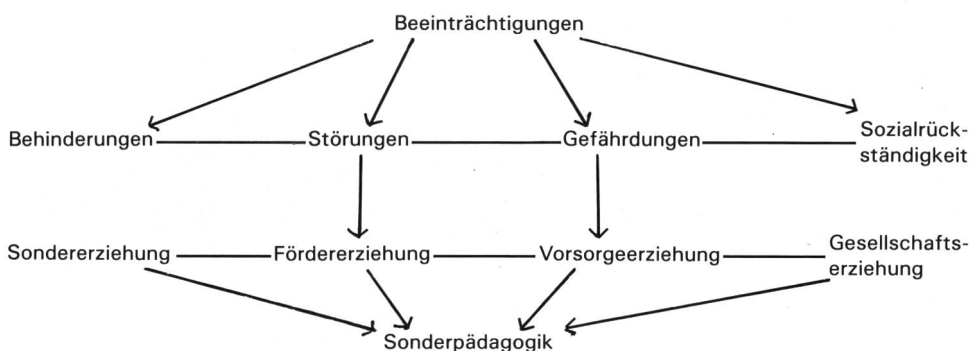 Beeinträchtigungen
Behinderungen Störungen Gefährdungen Sozialrück-
ständigkeit
Sondererziehung Fördererziehung Vorsorgeerziehung Gesellschafts-
erziehung
Sonderpädagogik